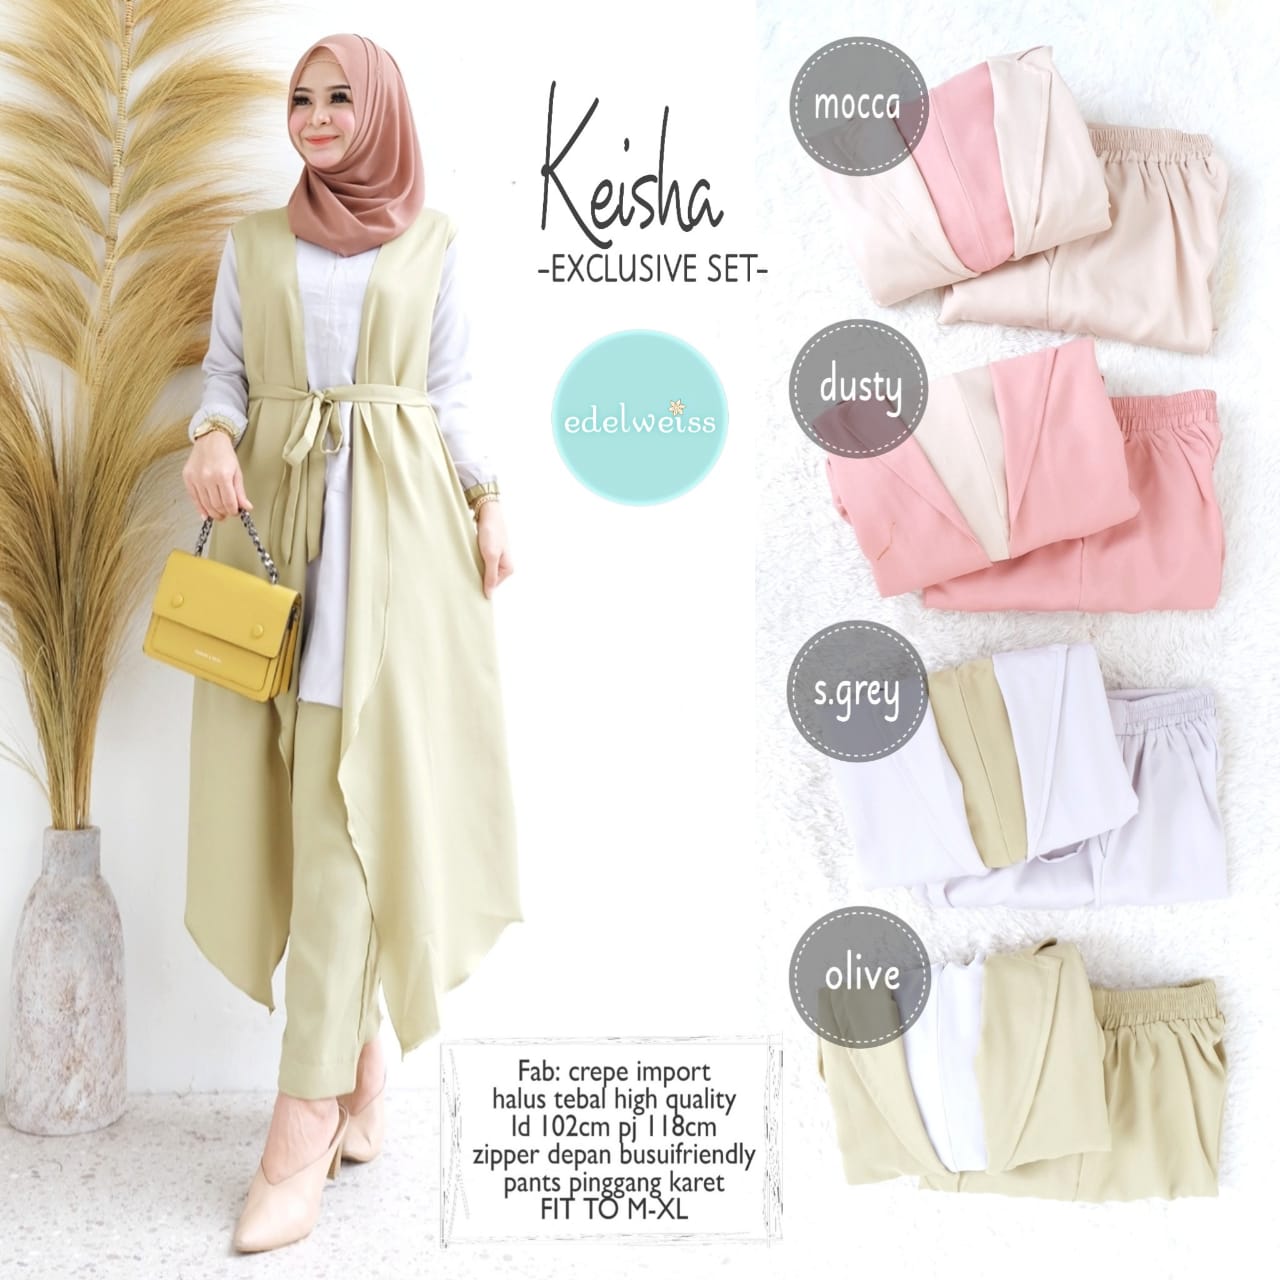 Keisha
-EXCLUSIVE SET-
edelweiss
mocca
dusty
s.grey
olive
Fab: crepe import
halus tebal high quality
ld 102cm pj 118cm
zipper depan busuifriendly
pants pinggang karet
FIT TO M-XL